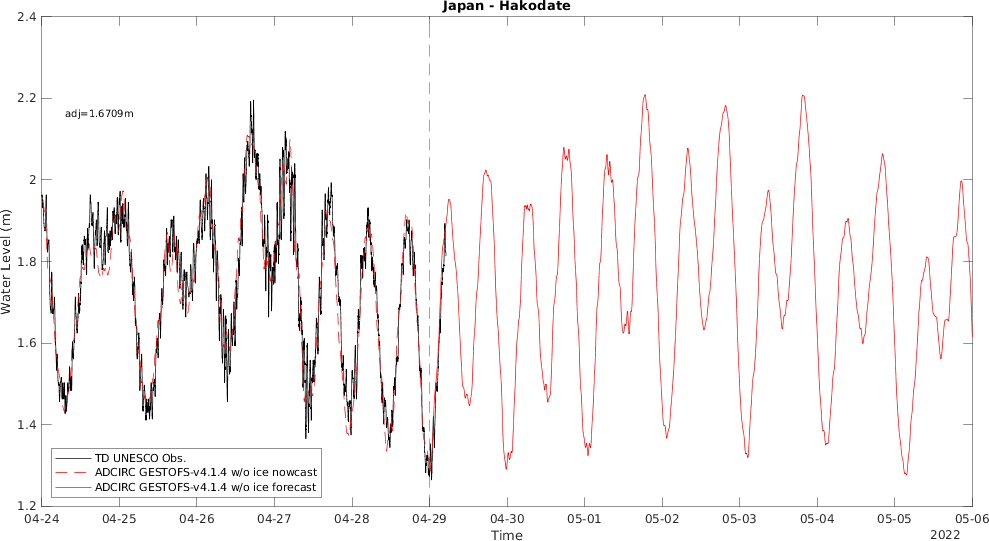 Japan - Hakodate
2.4
2.2
2
1.8
1.6
1.4
1.2
Water Level (m)
adj=1.6709m
TD UNESCO Obs.
ADCIRC GESTOFS-v4.1.4 w/o ice nowcast
ADCIRC GESTOFS-v4.1.4 w/o ice forecast
04-24 04-25 04-26 04-27 04-28 04-29 04-30 05-01 05-02 05-03 05-04 05-05 05-06
Time
2022